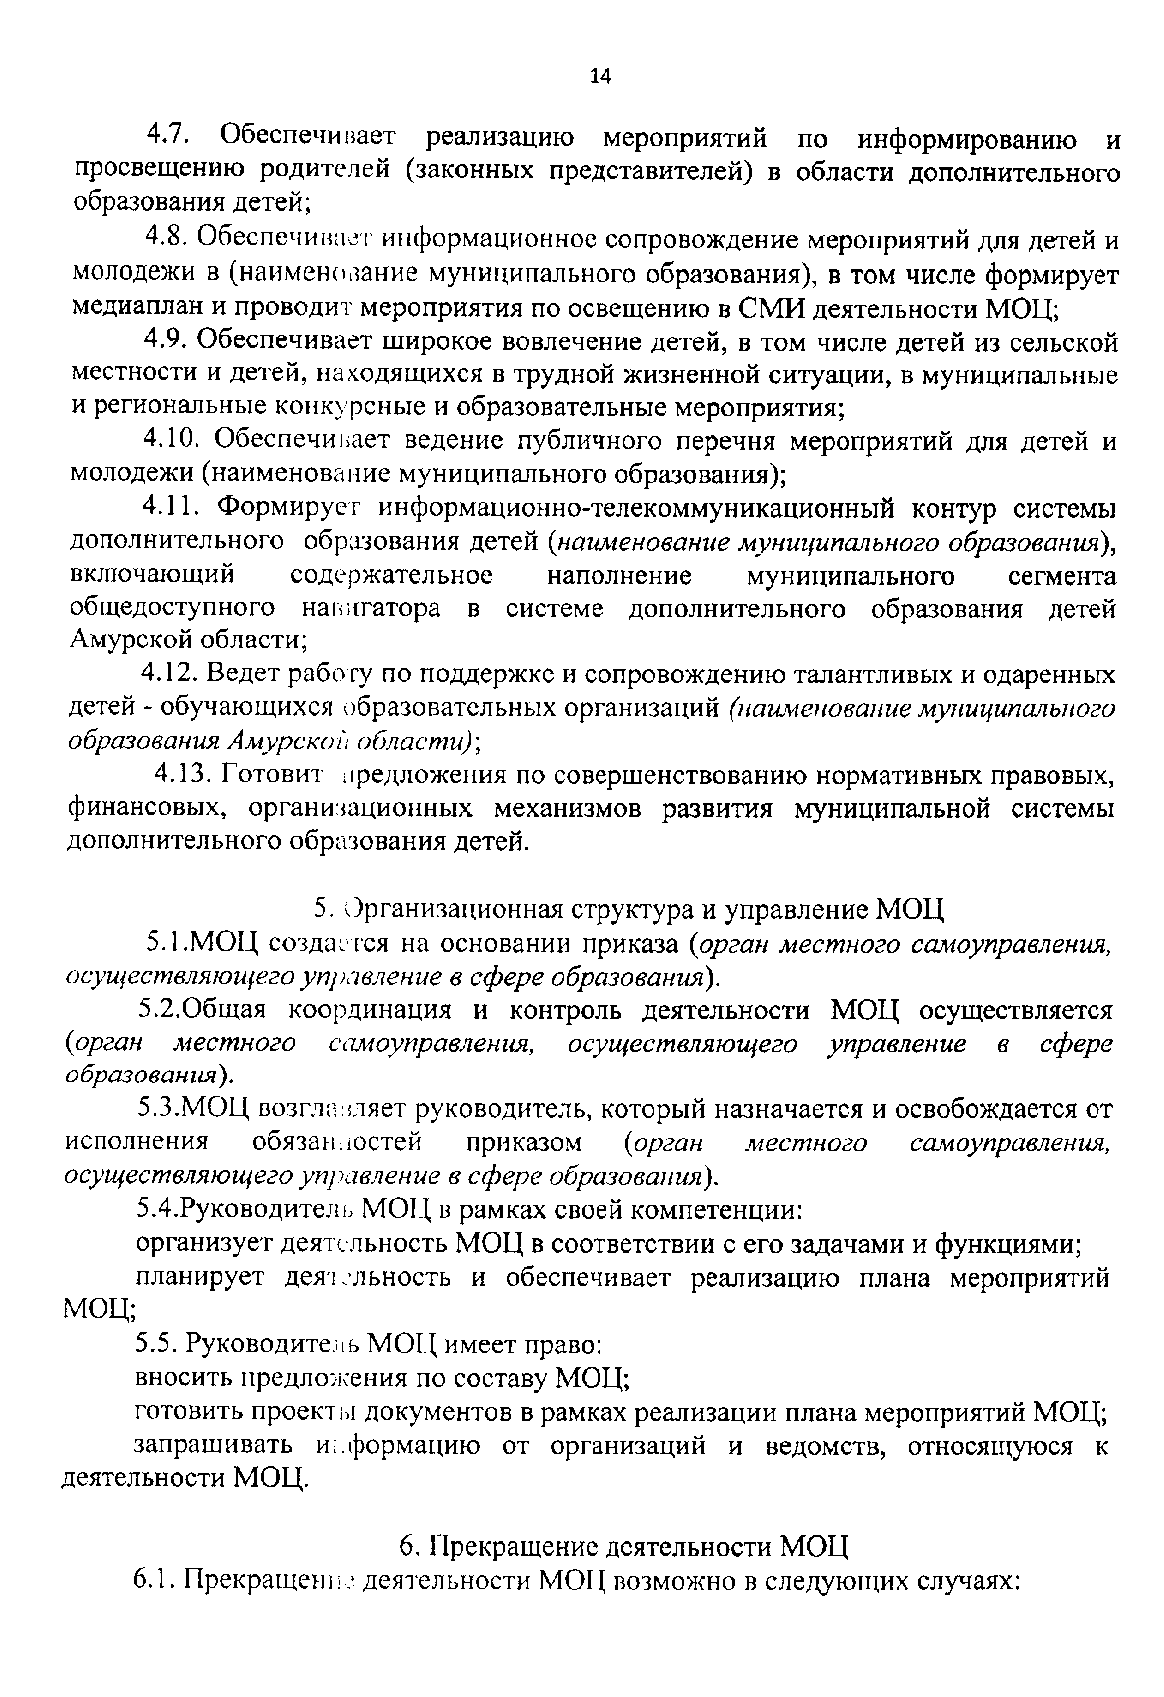 14
4.7. Обеспечивает реализацию мероприятий по информированию и
просвещению родителей (законных представителей) в области дополнительного
образования детей;
4.8. Обеспечивает информационное сопровождение мероприятий для детей и
молодежи в (наименование муниципального образования), в том числе формирует
медиаплан и проводит мероприятия по освещению в СМИ деятельности МОЦ;
4.9. Обеспечивает широкое вовлечение детей, в том числе детей из сельской
местности и детей, находящихся в трудной жизненной ситуации, в муниципальные
и региональные конкурсные и образовательные мероприятия;
4.10. Обеспечивает ведение публичного перечня мероприятий для детей и
молодежи (наименование муниципального образования);
4.11. Формирует информационно-телекоммуникационный контур системы
дополнительного образования детей (наименование муниципального образования),
включающий содержательное наполнение муниципального сегмента
общедоступного навигатора в системе дополнительного образования детей
Амурской области;
4.12. Ведет работу по поддержке и сопровождению талантливых и одаренных
детей - обучающихся образовательных организаций (наименование муниципального
образования Амурской области);
4.13. Готовит предложения по совершенствованию нормативных правовых,
финансовых, организационных механизмов развития муниципальной системы
дополнительного образования детей.
5. Организационная структура и управление МОЦ
5.1.МОЦ создается на основании приказа (орган местного самоуправления,
осуществляющего управление в сфере образования).
5.2.Общая координация и контроль деятельности МОЦ осуществляется
(орган местного самоуправления, осуществляющего управление в сфере
образования).
5.3.МОЦ возглавляет руководитель, который назначается и освобождается от
исполнения обязанностей приказом (орган местного самоуправления,
осуществляющего управление в сфере образования).
5.4.Руководитель МОЦ в рамках своей компетенции:
организует деятельность МОЦ в соответствии с его задачами и функциями;
планирует деятельность и обеспечивает реализацию плана мероприятий
МОЦ;
5.5. Руководитель МОЦ имеет право:
вносить предложения по составу МОЦ;
готовить проекты документов в рамках реализации плана мероприятий МОЦ;
запрашивать информацию от организаций и ведомств, относящуюся к
деятельности МОЦ.
6. Прекращение деятельности МОЦ
6.1. Прекращение деятельности МОЦ возможно в следующих случаях: